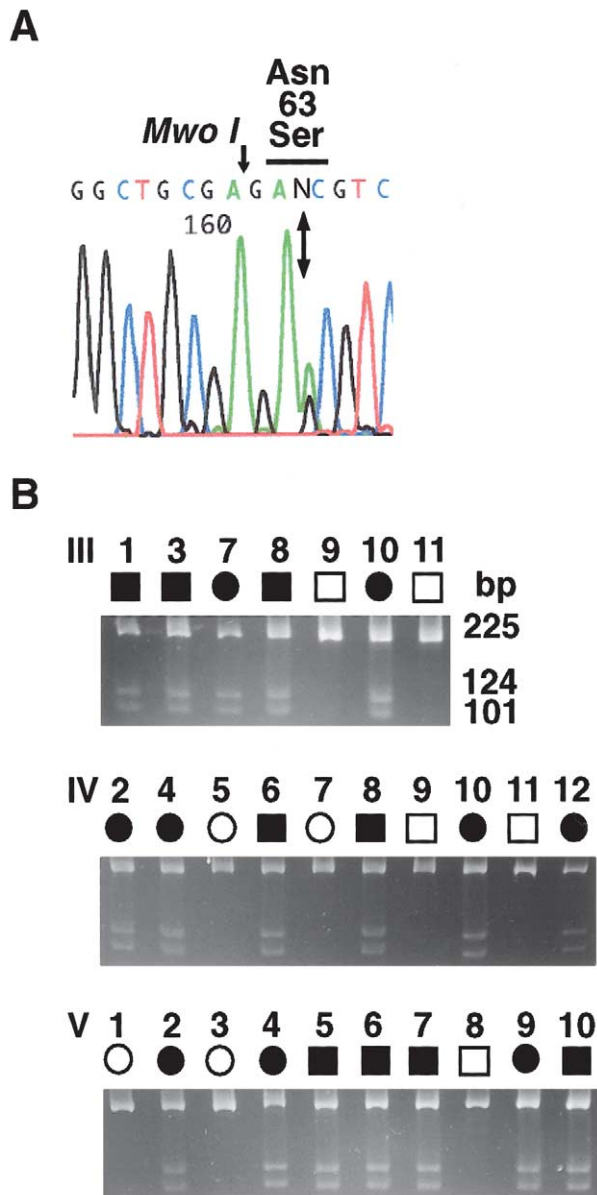 A
Asn
63
Ser
Mwo I
G G C T G C G A G A N C G T C
160
B
III 1 3 7 8 9 10 11
bp
225
124
101
IV 2 4 5 6 7 8 9 10 11 12
V 1 2 3 4 5 6 7 8 9 10